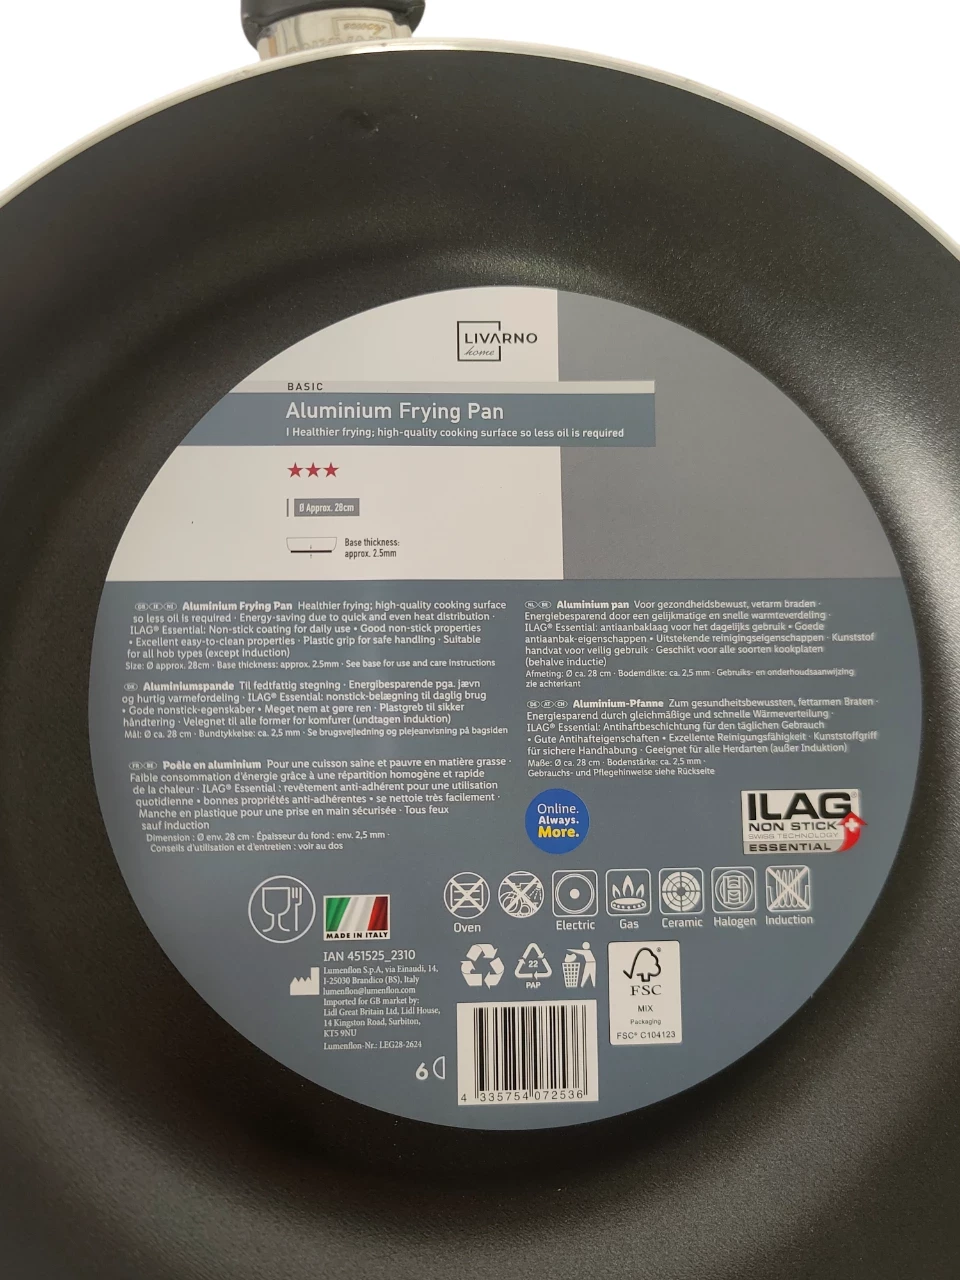 LIVARNO
home
BASIC
Aluminium Frying Pan
I Healthier frying; high-quality cooking surface so less oil is required
Ø Approx. 28cm
Base thickness:
approx. 2.5mm
GB IE NI Aluminium Frying Pan Healthier frying; high-quality cooking surface
so less oil is required · Energy-saving due to quick and even heat distribution ·
ILAG® Essential: Non-stick coating for daily use • Good non-stick properties
• Excellent easy-to-clean properties · Plastic grip for safe handling · Suitable
for all hob types (except Induction)
Size: Ø approx. 28cm · Base thickness: approx. 2.5mm · See base for use and care instructions
DK Aluminiumspande Til fedtfattig stegning · Energibesparende pga. jævn
og hurtig varmefordeling · ILAG® Essential: nonstick-belægning til daglig brug
• Gode nonstick-egenskaber • Meget nem at gøre ren · Plastgreb til sikker
håndtering · Velegnet til alle former for komfurer (undtagen induktion)
Mål: Ø ca. 28 cm · Bundtykkelse: ca. 2,5 mm · Se brugsvejledning og plejeanvisning på bagsiden
FR BE Poêle en aluminium Pour une cuisson saine et pauvre en matière grasse ·
Faible consommation d'énergie grâce à une répartition homogène et rapide
de la chaleur · ILAG® Essential : revêtement anti-adhérent pour une utilisation
quotidienne • bonnes propriétés anti-adhérentes • se nettoie très facilement ·
Manche en plastique pour une prise en main sécurisée · Tous feux
sauf induction
Dimension : Ø env. 28 cm · Épaisseur du fond : env. 2,5 mm ·
Conseils d'utilisation et d'entretien : voir au dos
NL BE Aluminium pan Voor gezondheidsbewust, vetarm braden ·
Energiebesparend door een gelijkmatige en snelle warmteverdeling ·
ILAG® Essential: antiaanbaklaag voor het dagelijks gebruik • Goede
antiaanbak-eigenschappen • Uitstekende reinigingseigenschappen · Kunststof
handvat voor veilig gebruik · Geschikt voor alle soorten kookplaten
(behalve inductie)
Afmeting: Ø ca. 28 cm · Bodemdikte: ca. 2,5 mm · Gebruiks- en onderhoudsaanwijzing
zie achterkant
DE AT CH Aluminium-Pfanne Zum gesundheitsbewussten, fettarmen Braten ·
Energiesparend durch gleichmäßige und schnelle Wärmeverteilung ·
ILAG® Essential: Antihaftbeschichtung für den täglichen Gebrauch
• Gute Antihafteigenschaften • Exzellente Reinigungsfähigkeit · Kunststoffgriff
für sichere Handhabung · Geeignet für alle Herdarten (außer Induktion)
Maße: Ø ca. 28 cm · Bodenstärke: ca. 2,5 mm ·
Gebrauchs- und Pflegehinweise siehe Rückseite
Online.
Always.
More.
ILAG
NON STICK
SWISS TECHNOLOGY
ESSENTIAL
MADE IN ITALY
Oven
Electric
Gas
Ceramic
Halogen
Induction
IAN 451525_2310
Lumenflon S.p.A, via Einaudi, 14,
I-25030 Brandico (BS), Italy
lumenflon@lumenflon.com
Imported for GB market by:
Lidl Great Britain Ltd, Lidl House,
14 Kingston Road, Surbiton,
KT5 9NU
Lumenflon-Nr.: LEG28-2624
22
PAP
FSC
MIX
Packaging
FSC® C104123
6
4 335754 072536